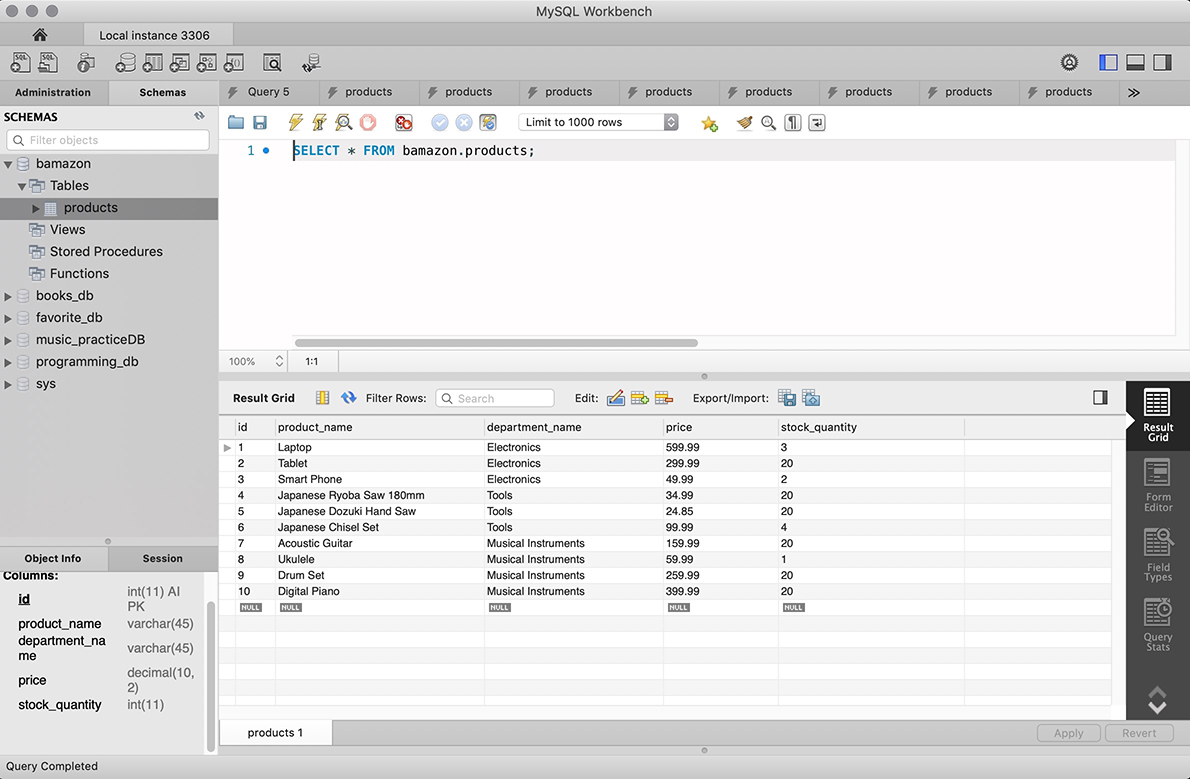 MySQL Workbench
Local instance 3306
Administration Schemas
Query 5 products products products products products products products products
SCHEMAS
Filter objects
bamazon
Tables
products
Views
Stored Procedures
Functions
books_db
favorite_db
music_practiceDB
programming_db
sys
Object Info Session
Columns:
id int(11) AI
PK
product_name varchar(45)
department_na
me varchar(45)
price decimal(10,
2)
stock_quantity int(11)
Limit to 1000 rows
1 SELECT * FROM bamazon.products;
100% 1:1
Result Grid Filter Rows: Search Edit: Export/Import:
id product_name department_name price stock_quantity
1 Laptop Electronics 599.99 3
2 Tablet Electronics 299.99 20
3 Smart Phone Electronics 49.99 2
4 Japanese Ryoba Saw 180mm Tools 34.99 20
5 Japanese Dozuki Hand Saw Tools 24.85 20
6 Japanese Chisel Set Tools 99.99 4
7 Acoustic Guitar Musical Instruments 159.99 20
8 Ukulele Musical Instruments 59.99 1
9 Drum Set Musical Instruments 259.99 20
10 Digital Piano Musical Instruments 399.99 20
NULL NULL NULL NULL NULL
Result
Grid
Form
Editor
Field
Types
Query
Stats
products 1
Apply Revert
Query Completed